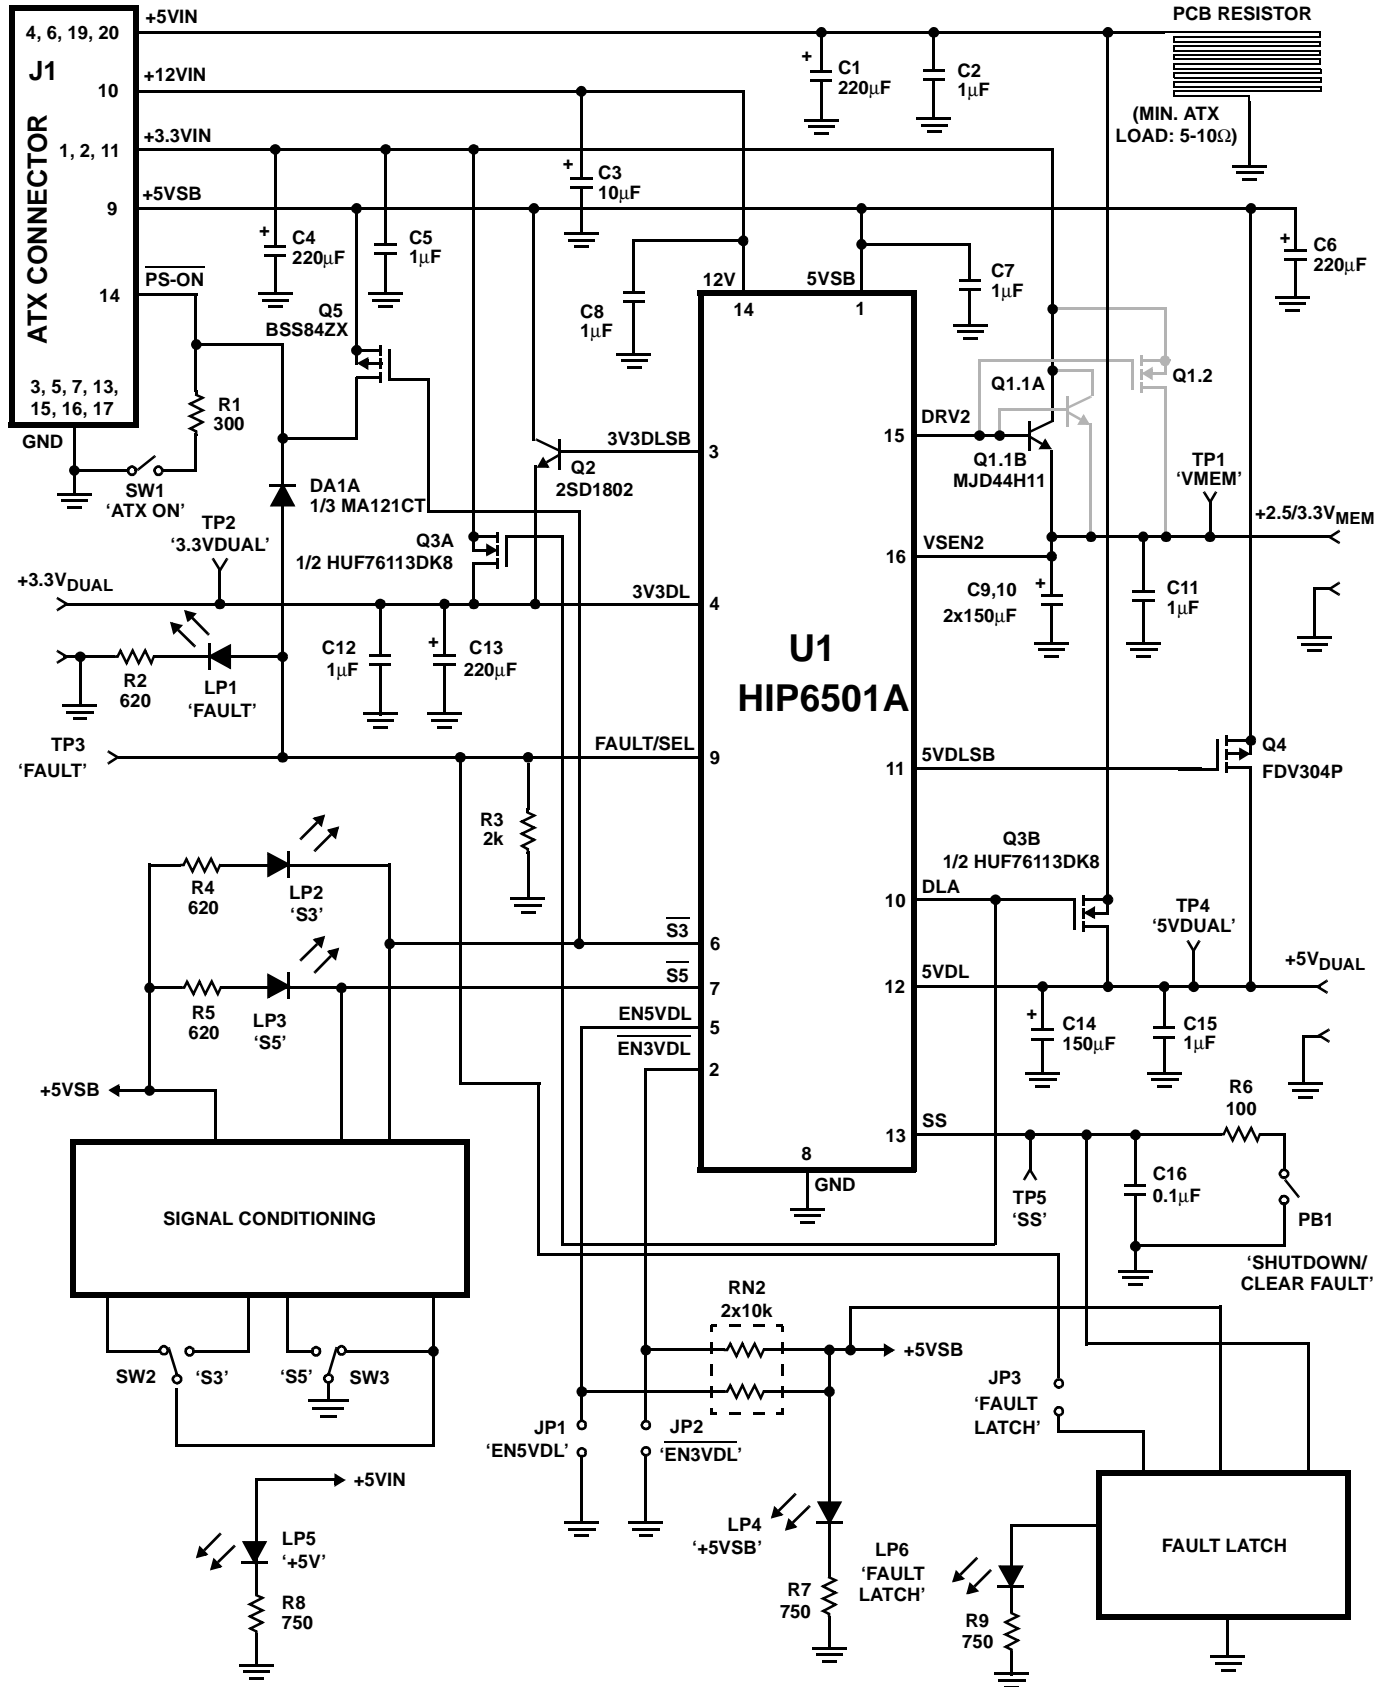 +5VIN
PCB RESISTOR
4, 6, 19, 20
J1
+12VIN
10
C1
220µF
C2
1µF
(MIN. ATX
LOAD: 5-10Ω)
+3.3VIN
1, 2, 11
ATX CONNECTOR
C3
10µF
+5VSB
9
C4
220µF
C5
1µF
C6
220µF
PS-ON
14
12V
5VSB
C7
1µF
14
1
Q5
BSS84ZX
C8
1µF
3, 5, 7, 13,
15, 16, 17
R1
300
Q1.1A
Q1.2
GND
DRV2
15
3V3DLSB
3
Q2
2SD1802
Q1.1B
MJD44H11
TP1
'VMEM'
SW1
'ATX ON'
DA1A
1/3 MA121CT
+2.5/3.3VMEM
TP2
'3.3VDUAL'
Q3A
1/2 HUF76113DK8
16
VSEN2
+3.3VDUAL
3V3DL
4
C9,10
2x150µF
C11
1µF
U1
HIP6501A
C12
1µF
C13
220µF
R2
620
LP1
'FAULT'
TP3
'FAULT'
FAULT/SEL
9
5VDLSB
11
Q4
FDV304P
R3
2k
Q3B
1/2 HUF76113DK8
R4
620
LP2
'S3'
DLA
10
TP4
'5VDUAL'
S3
6
S5
7
5VDL
12
+5VDUAL
R5
620
LP3
'S5'
EN5VDL
5
EN3VDL
2
C14
150µF
C15
1µF
+5VSB
R6
100
SS
13
8
GND
TP5
'SS'
C16
0.1µF
PB1
SIGNAL CONDITIONING
'SHUTDOWN/
CLEAR FAULT'
RN2
2x10k
+5VSB
SW2
'S3'
'S5'
SW3
JP3
'FAULT
LATCH'
JP1
'EN5VDL'
JP2
'EN3VDL'
+5VIN
LP5
'+5V'
LP4
'+5VSB'
LP6
'FAULT
LATCH'
FAULT LATCH
R8
750
R7
750
R9
750